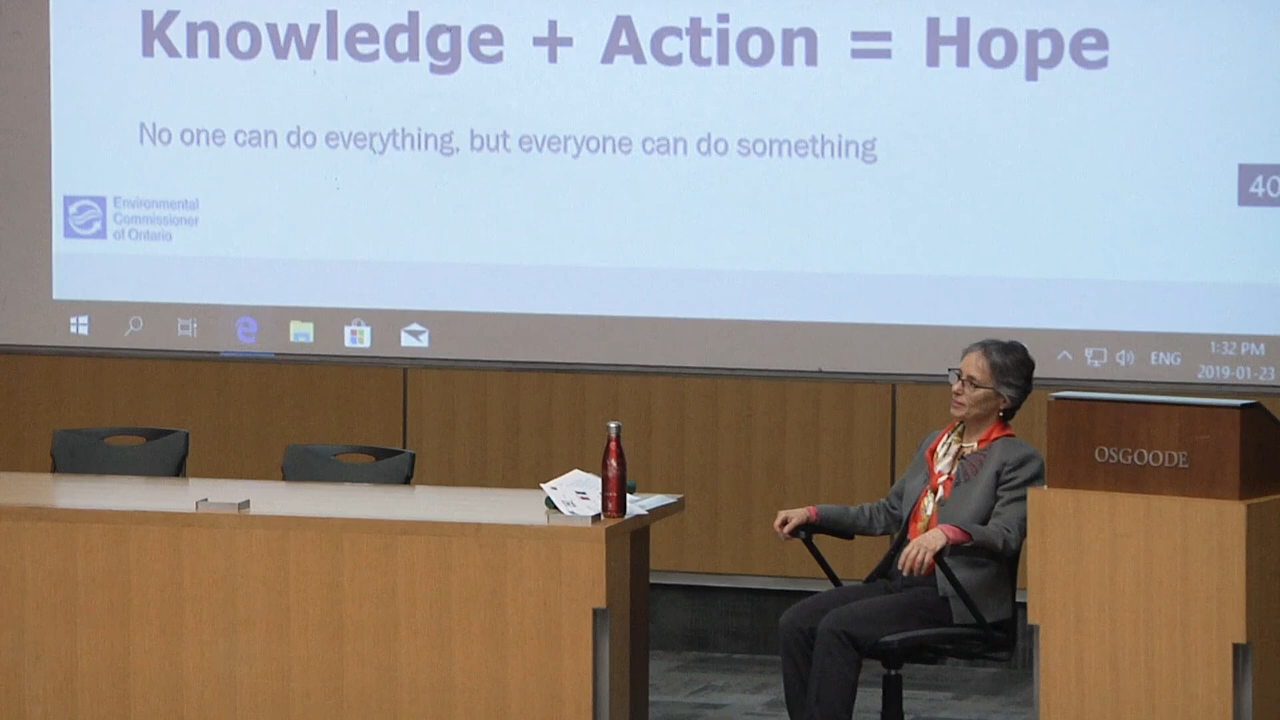 Knowledge + Action = Hope
No one can do everything, but everyone can do something
40
Environmental
Commissioner
of Ontario
ENG
1:32 PM
2019-01-23
OSGOODE